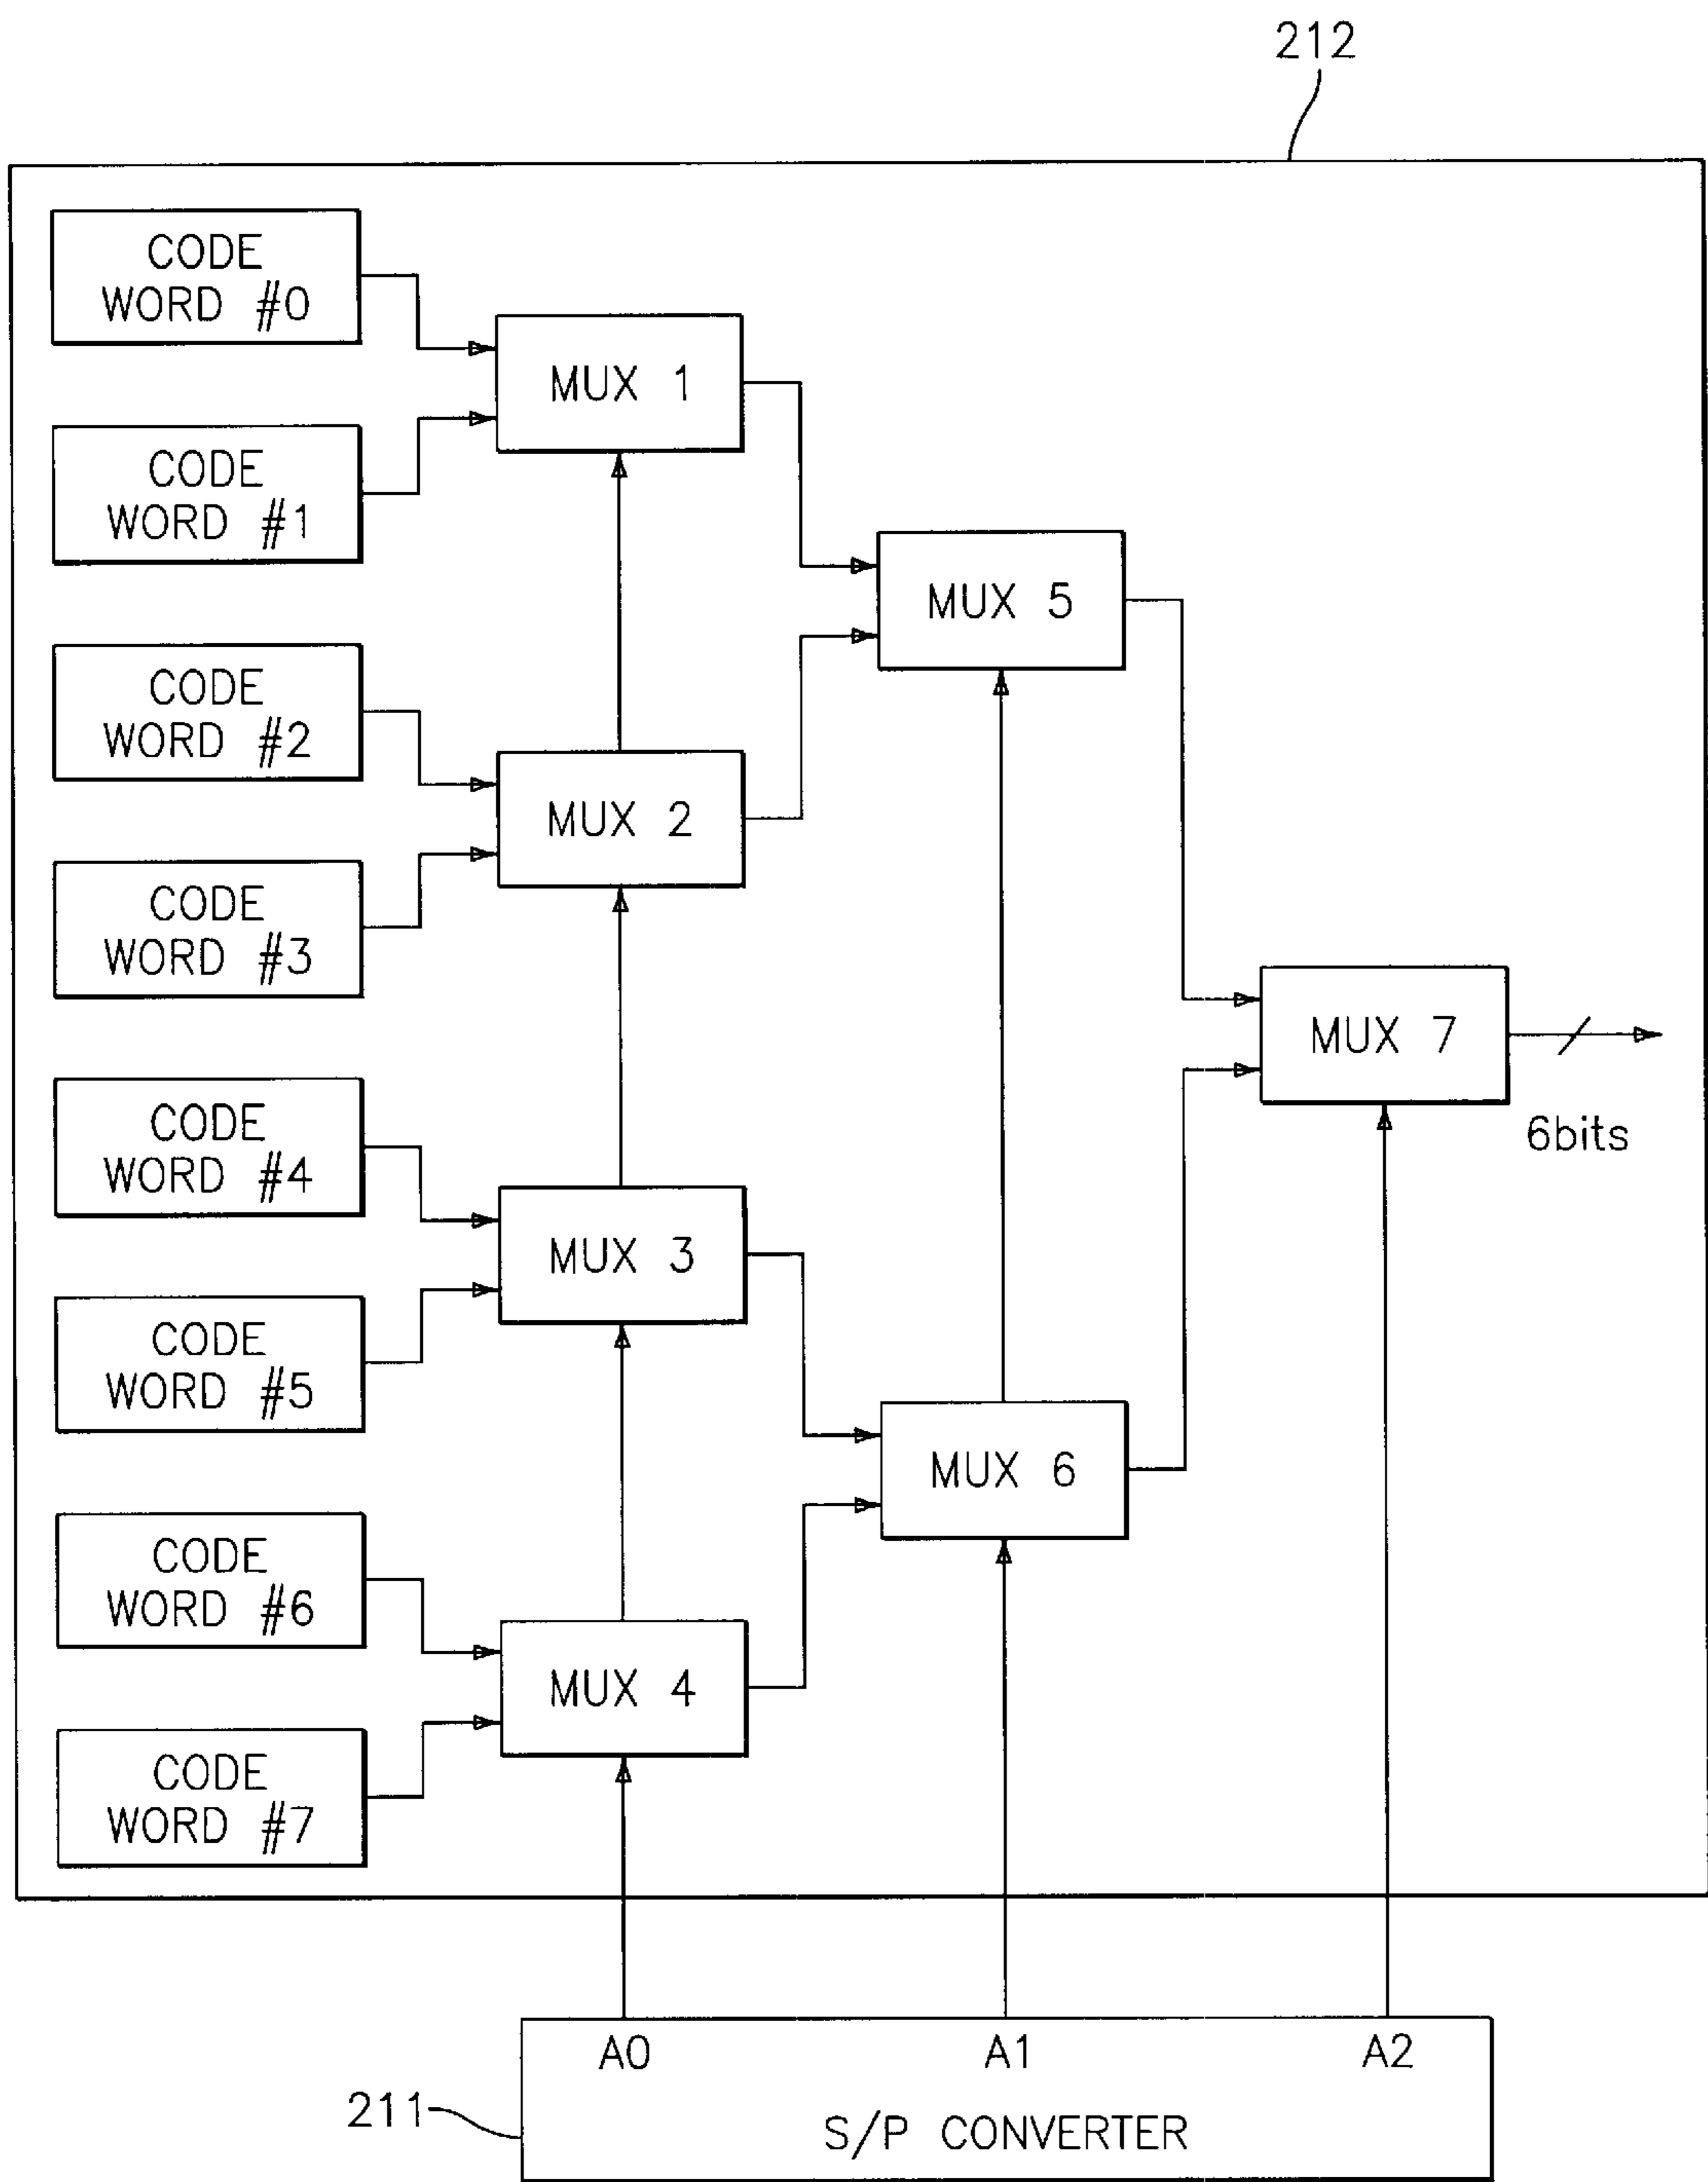 212
CODE
WORD #0
CODE
WORD #1
CODE
WORD #2
CODE
WORD #3
CODE
WORD #4
CODE
WORD #5
CODE
WORD #6
CODE
WORD #7
MUX 1
MUX 2
MUX 3
MUX 4
MUX 5
MUX 6
MUX 7
6bits
A0 A1 A2
211
S/P CONVERTER